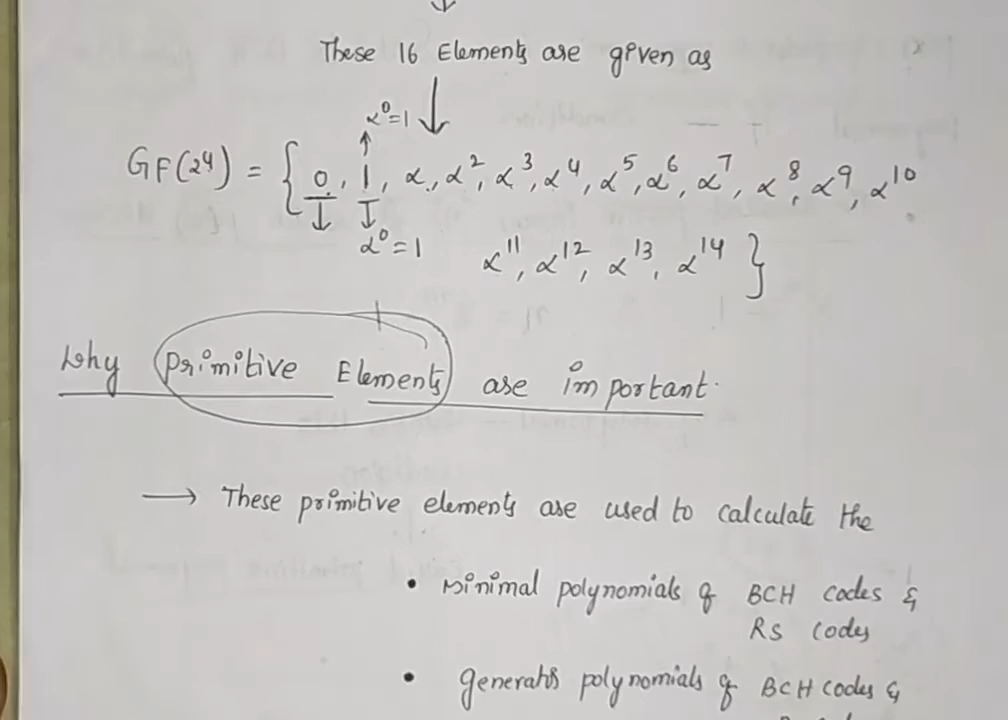 These 16 Elements are given as
α⁰=1
GF(2⁴) = { 0, 1, α, α², α³, α⁴, α⁵, α⁶, α⁷, α⁸, α⁹, α¹⁰
α⁰=1 α¹¹, α¹², α¹³, α¹⁴ }
Why Primitive Elements are important.
→ These primitive elements are used to calculate the
• Minimal polynomials of BCH codes &
RS codes
• generator polynomials of BCH codes &